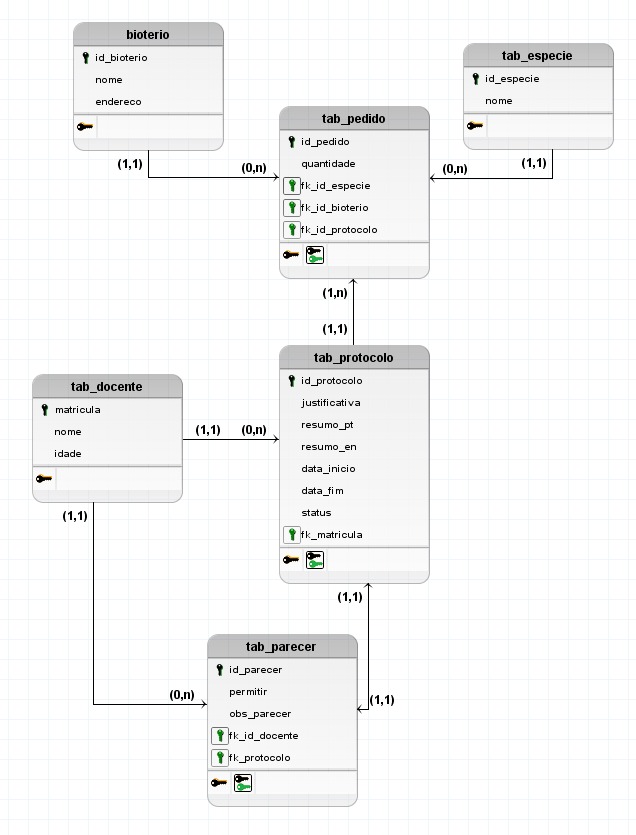 bioterio
id_bioterio
nome
endereco
tab_especie
id_especie
nome
tab_pedido
id_pedido
quantidade
fk_id_especie
fk_id_bioterio
fk_id_protocolo
(1,1)
(0,n)
(0,n)
(1,1)
(1,n)
(1,1)
tab_protocolo
id_protocolo
justificativa
resumo_pt
resumo_en
data_inicio
data_fim
status
fk_matricula
tab_docente
matricula
nome
idade
(1,1)
(0,n)
(1,1)
(0,n)
(1,1)
(1,1)
tab_parecer
id_parecer
permitir
obs_parecer
fk_id_docente
fk_protocolo